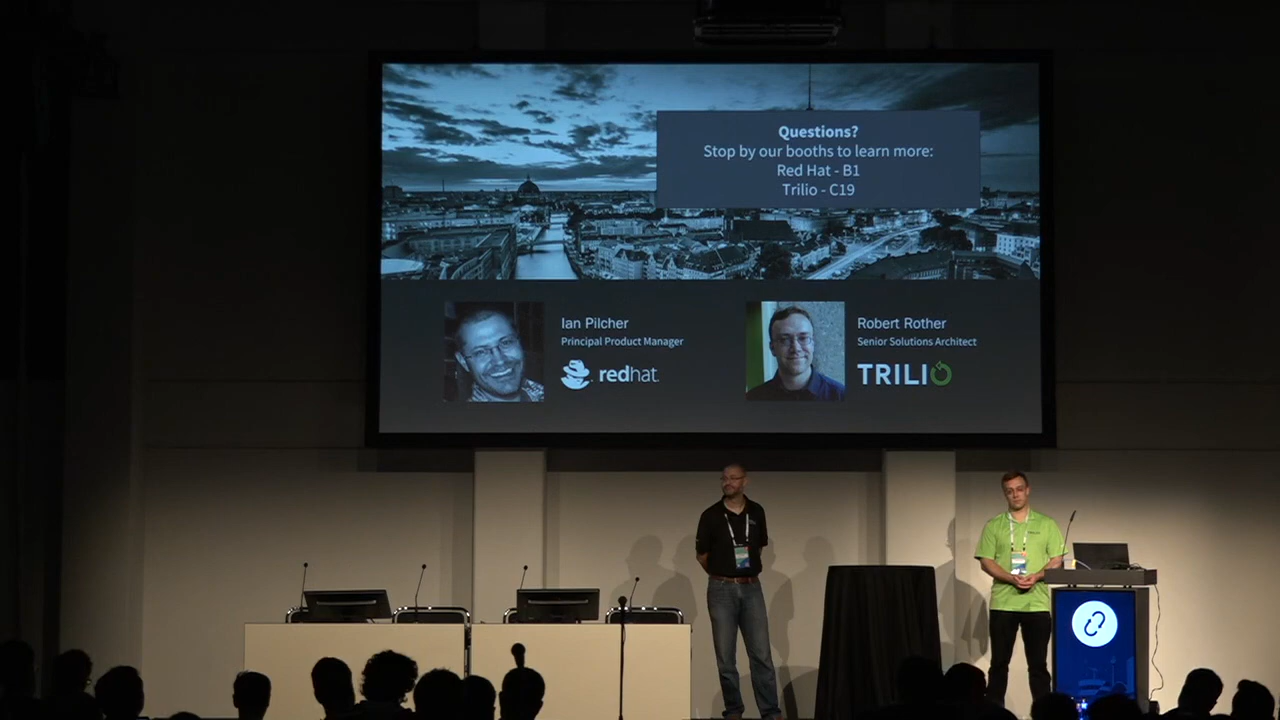 Questions?
Stop by our booths to learn more:
Red Hat - B1
Trilio - C19
Ian Pilcher
Principal Product Manager
redhat.
Robert Rother
Senior Solutions Architect
TRILIO